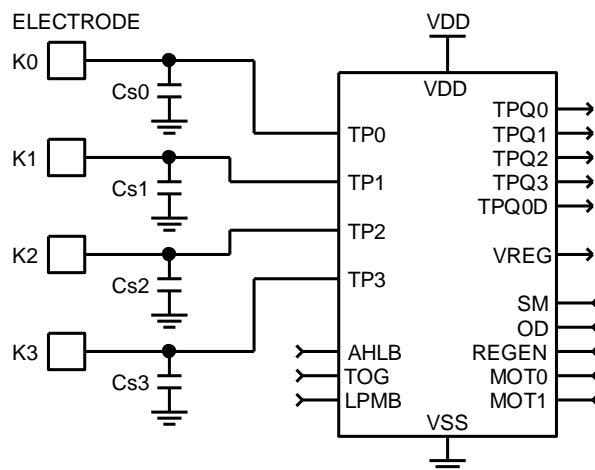 ELECTRODE
VDD
K0
Cs0
VDD
TPQ0
TP0
TPQ1
K1
TPQ2
Cs1
TP1
TPQ3
TPQ0D
K2
TP2
VREG
Cs2
TP3
SM
OD
K3
AHLB
REGEN
Cs3
TOG
MOT0
LPMB
MOT1
VSS